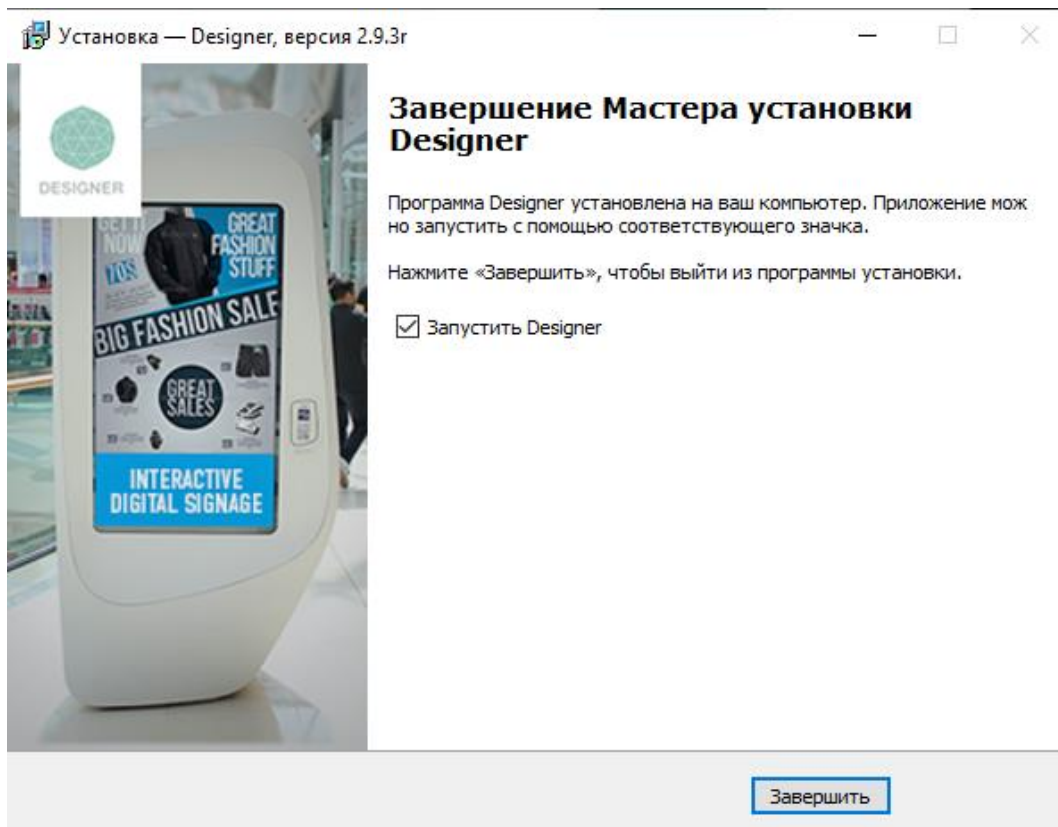 Установка — Designer, версия 2.9.3r
DESIGNER
GET IT
NOW
70%
GREAT
FASHION
STUFF
BIG FASHION SALE
GREAT
SALES
INTERACTIVE
DIGITAL SIGNAGE
Завершение Мастера установки
Designer
Программа Designer установлена на ваш компьютер. Приложение мож
но запустить с помощью соответствующего значка.
Нажмите «Завершить», чтобы выйти из программы установки.
Запустить Designer
Завершить